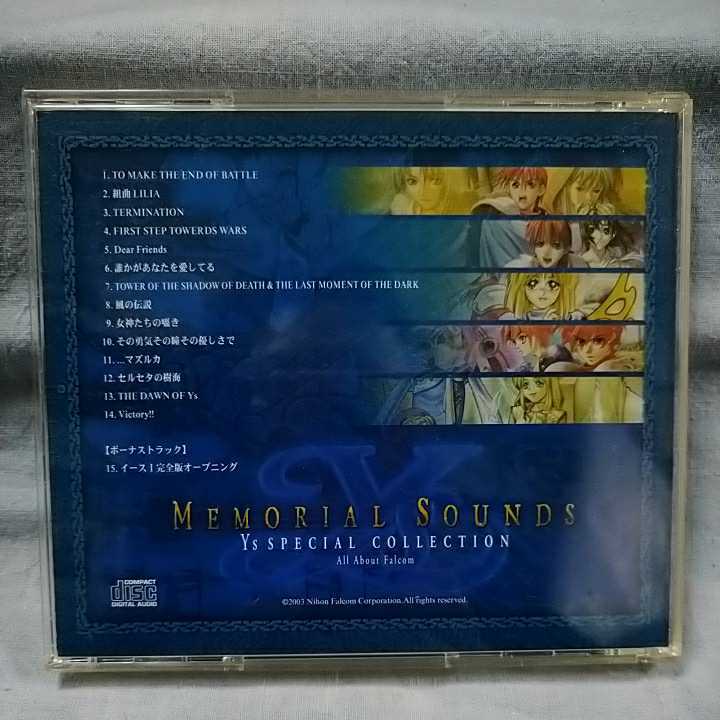 1. TO MAKE THE END OF BATTLE
2. 組曲 LILIA
3. TERMINATION
4. FIRST STEP TOWERDS WARS
5. Dear Friends
6. 誰かがあなたを愛してる
7. TOWER OF THE SHADOW OF DEATH & THE LAST MOMENT OF THE DARK
8. 風の伝説
9. 女神たちの囁き
10. その勇気その瞳その優しさで
11. ...マズルカ
12. セルセタの樹海
13. THE DAWN OF Ys
14. Victory!!
【ボーナストラック】
15. イース I 完全版オープニング
Ys
MEMORIAL SOUNDS
Ys SPECIAL COLLECTION
All About Falcom
COMPACT
disc
DIGITAL AUDIO
©2003 Nihon Falcom Corporation.All rights reserved.